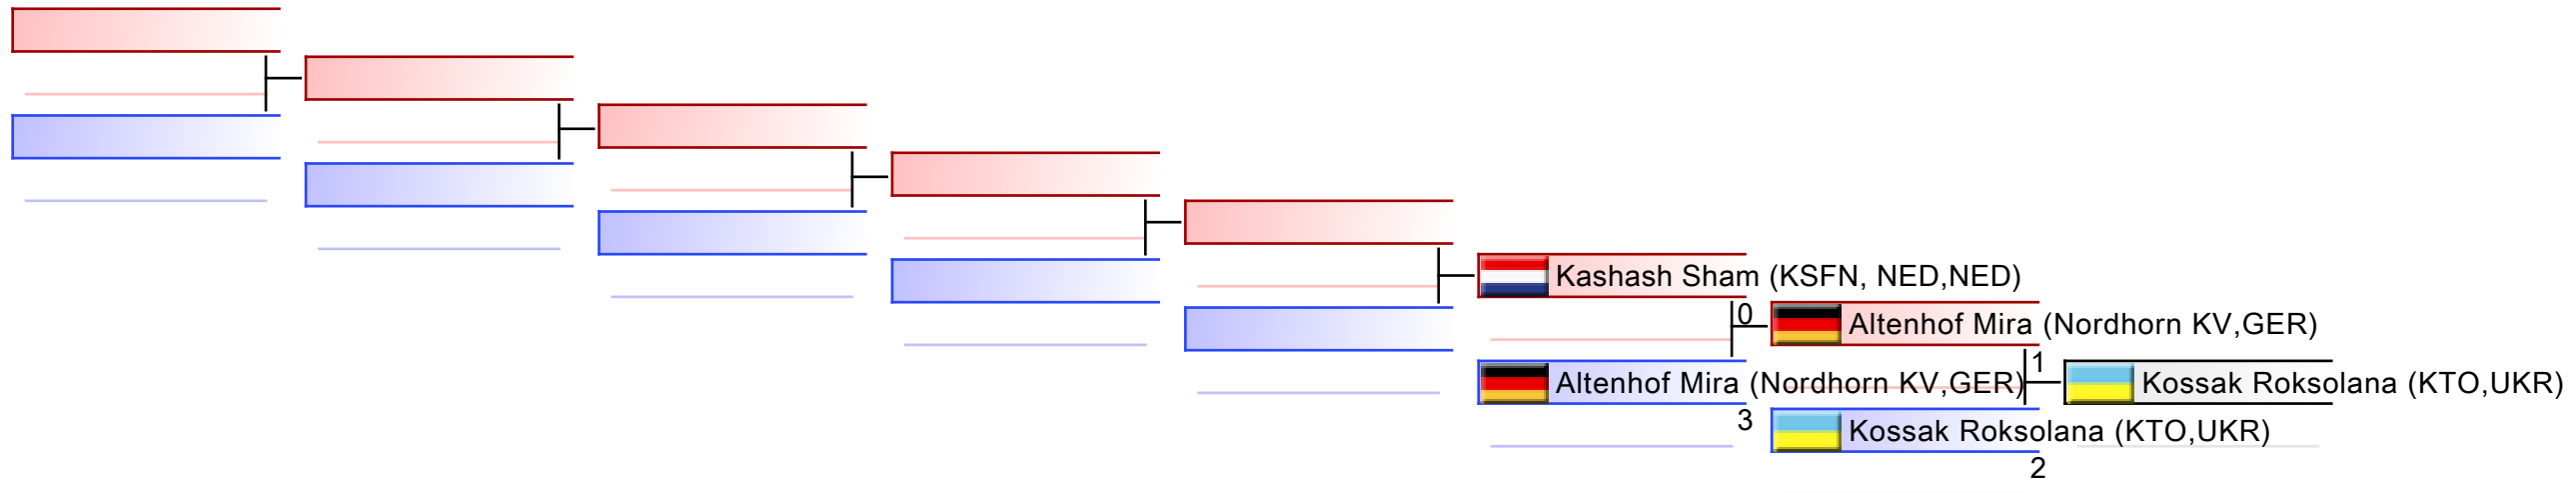 Kashash Sham (KSFN, NED,NED)
0
Altenhof Mira (Nordhorn KV,GER)
1
Altenhof Mira (Nordhorn KV,GER)
Kossak Roksolana (KTO,UKR)
3
Kossak Roksolana (KTO,UKR)
2